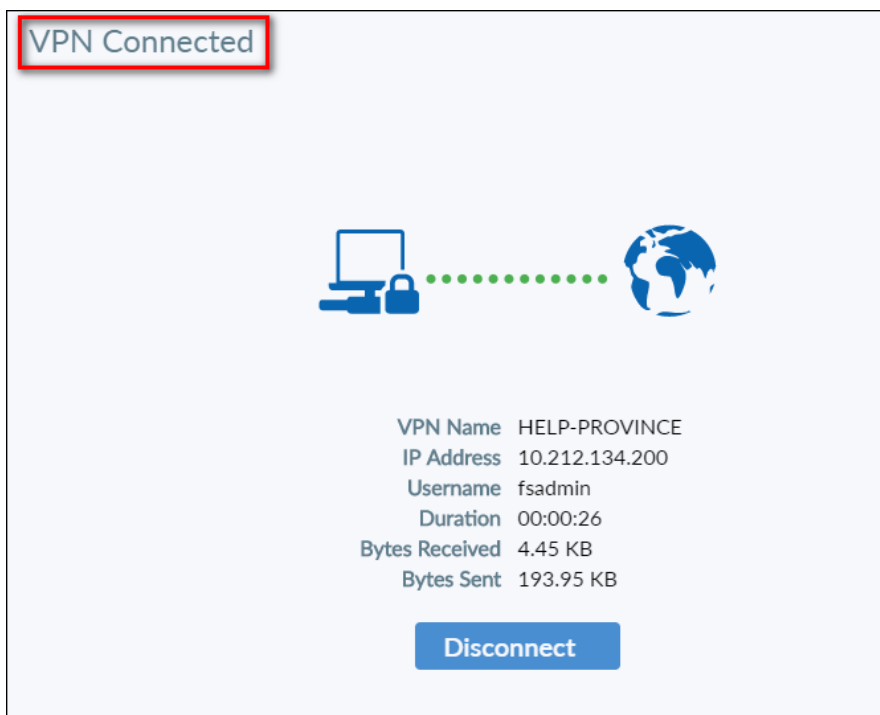 VPN Connected
VPN Name HELP-PROVINCE
IP Address 10.212.134.200
Username fsadmin
Duration 00:00:26
Bytes Received 4.45 KB
Bytes Sent 193.95 KB
Disconnect